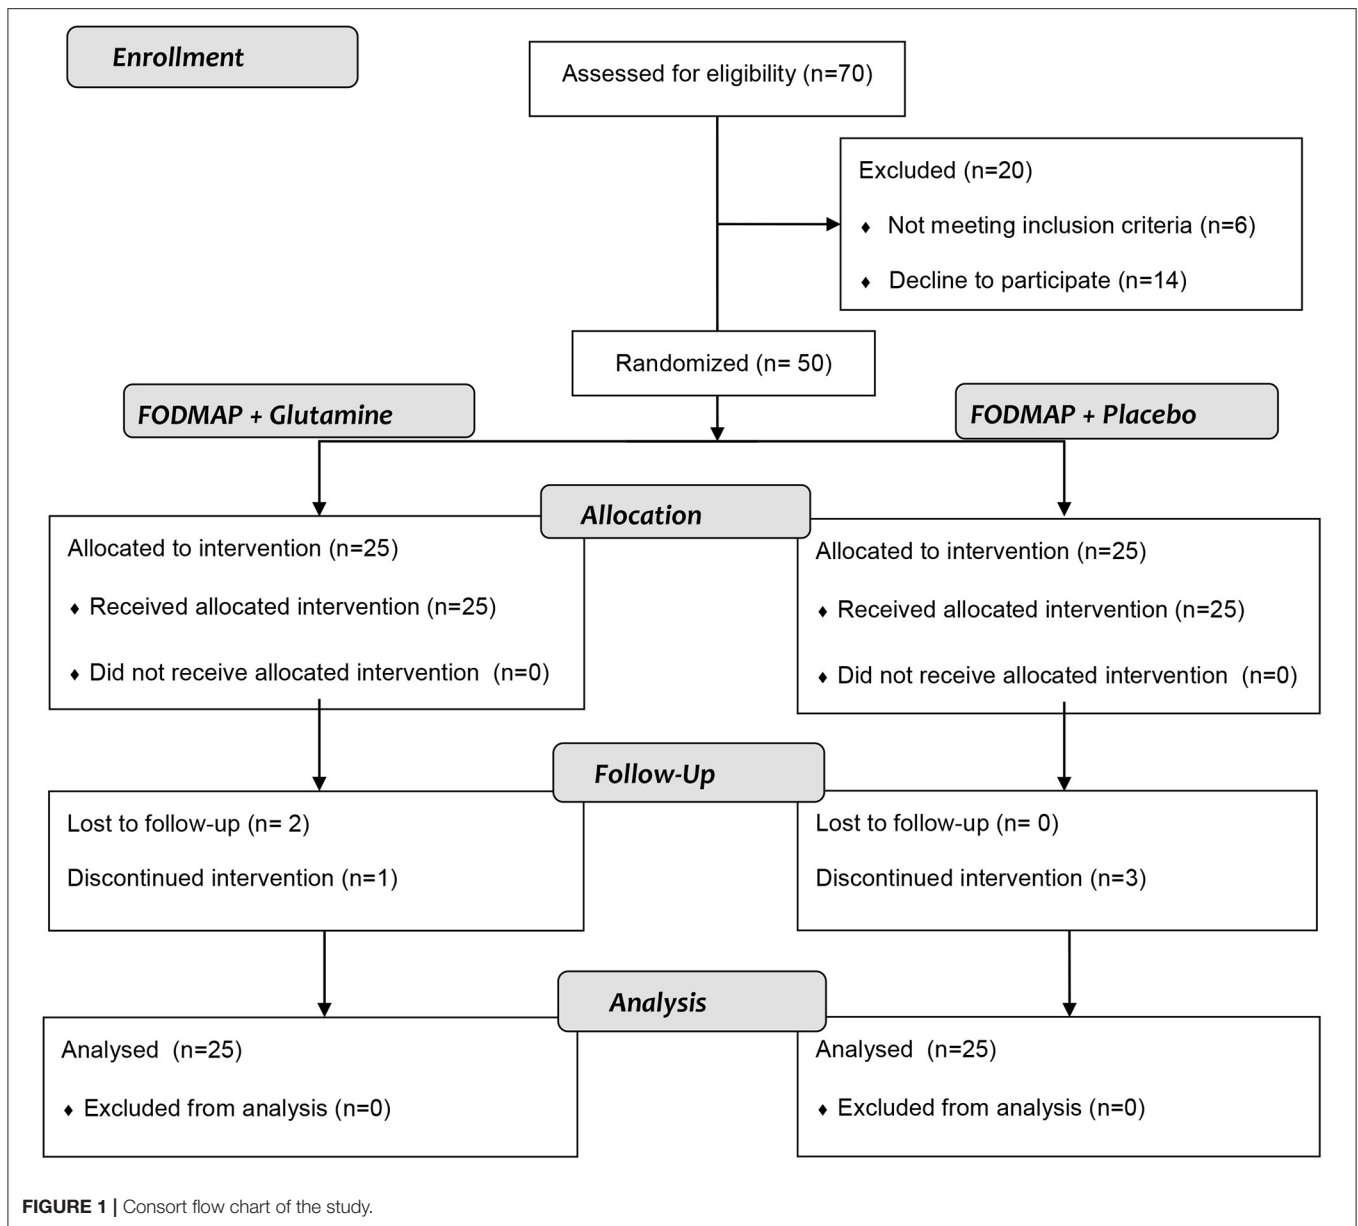 Enrollment
Assessed for eligibility (n=70)
Excluded (n=20)
♦ Not meeting inclusion criteria (n=6)
♦ Decline to participate (n=14)
Randomized (n= 50)
FODMAP + Glutamine
FODMAP + Placebo
Allocation
Allocated to intervention (n=25)
♦ Received allocated intervention (n=25)
♦ Did not receive allocated intervention (n=0)
Allocated to intervention (n=25)
♦ Received allocated intervention (n=25)
♦ Did not receive allocated intervention (n=0)
Follow-Up
Lost to follow-up (n= 2)
Discontinued intervention (n=1)
Lost to follow-up (n= 0)
Discontinued intervention (n=3)
Analysis
Analysed (n=25)
♦ Excluded from analysis (n=0)
Analysed (n=25)
♦ Excluded from analysis (n=0)
FIGURE 1 | Consort flow chart of the study.